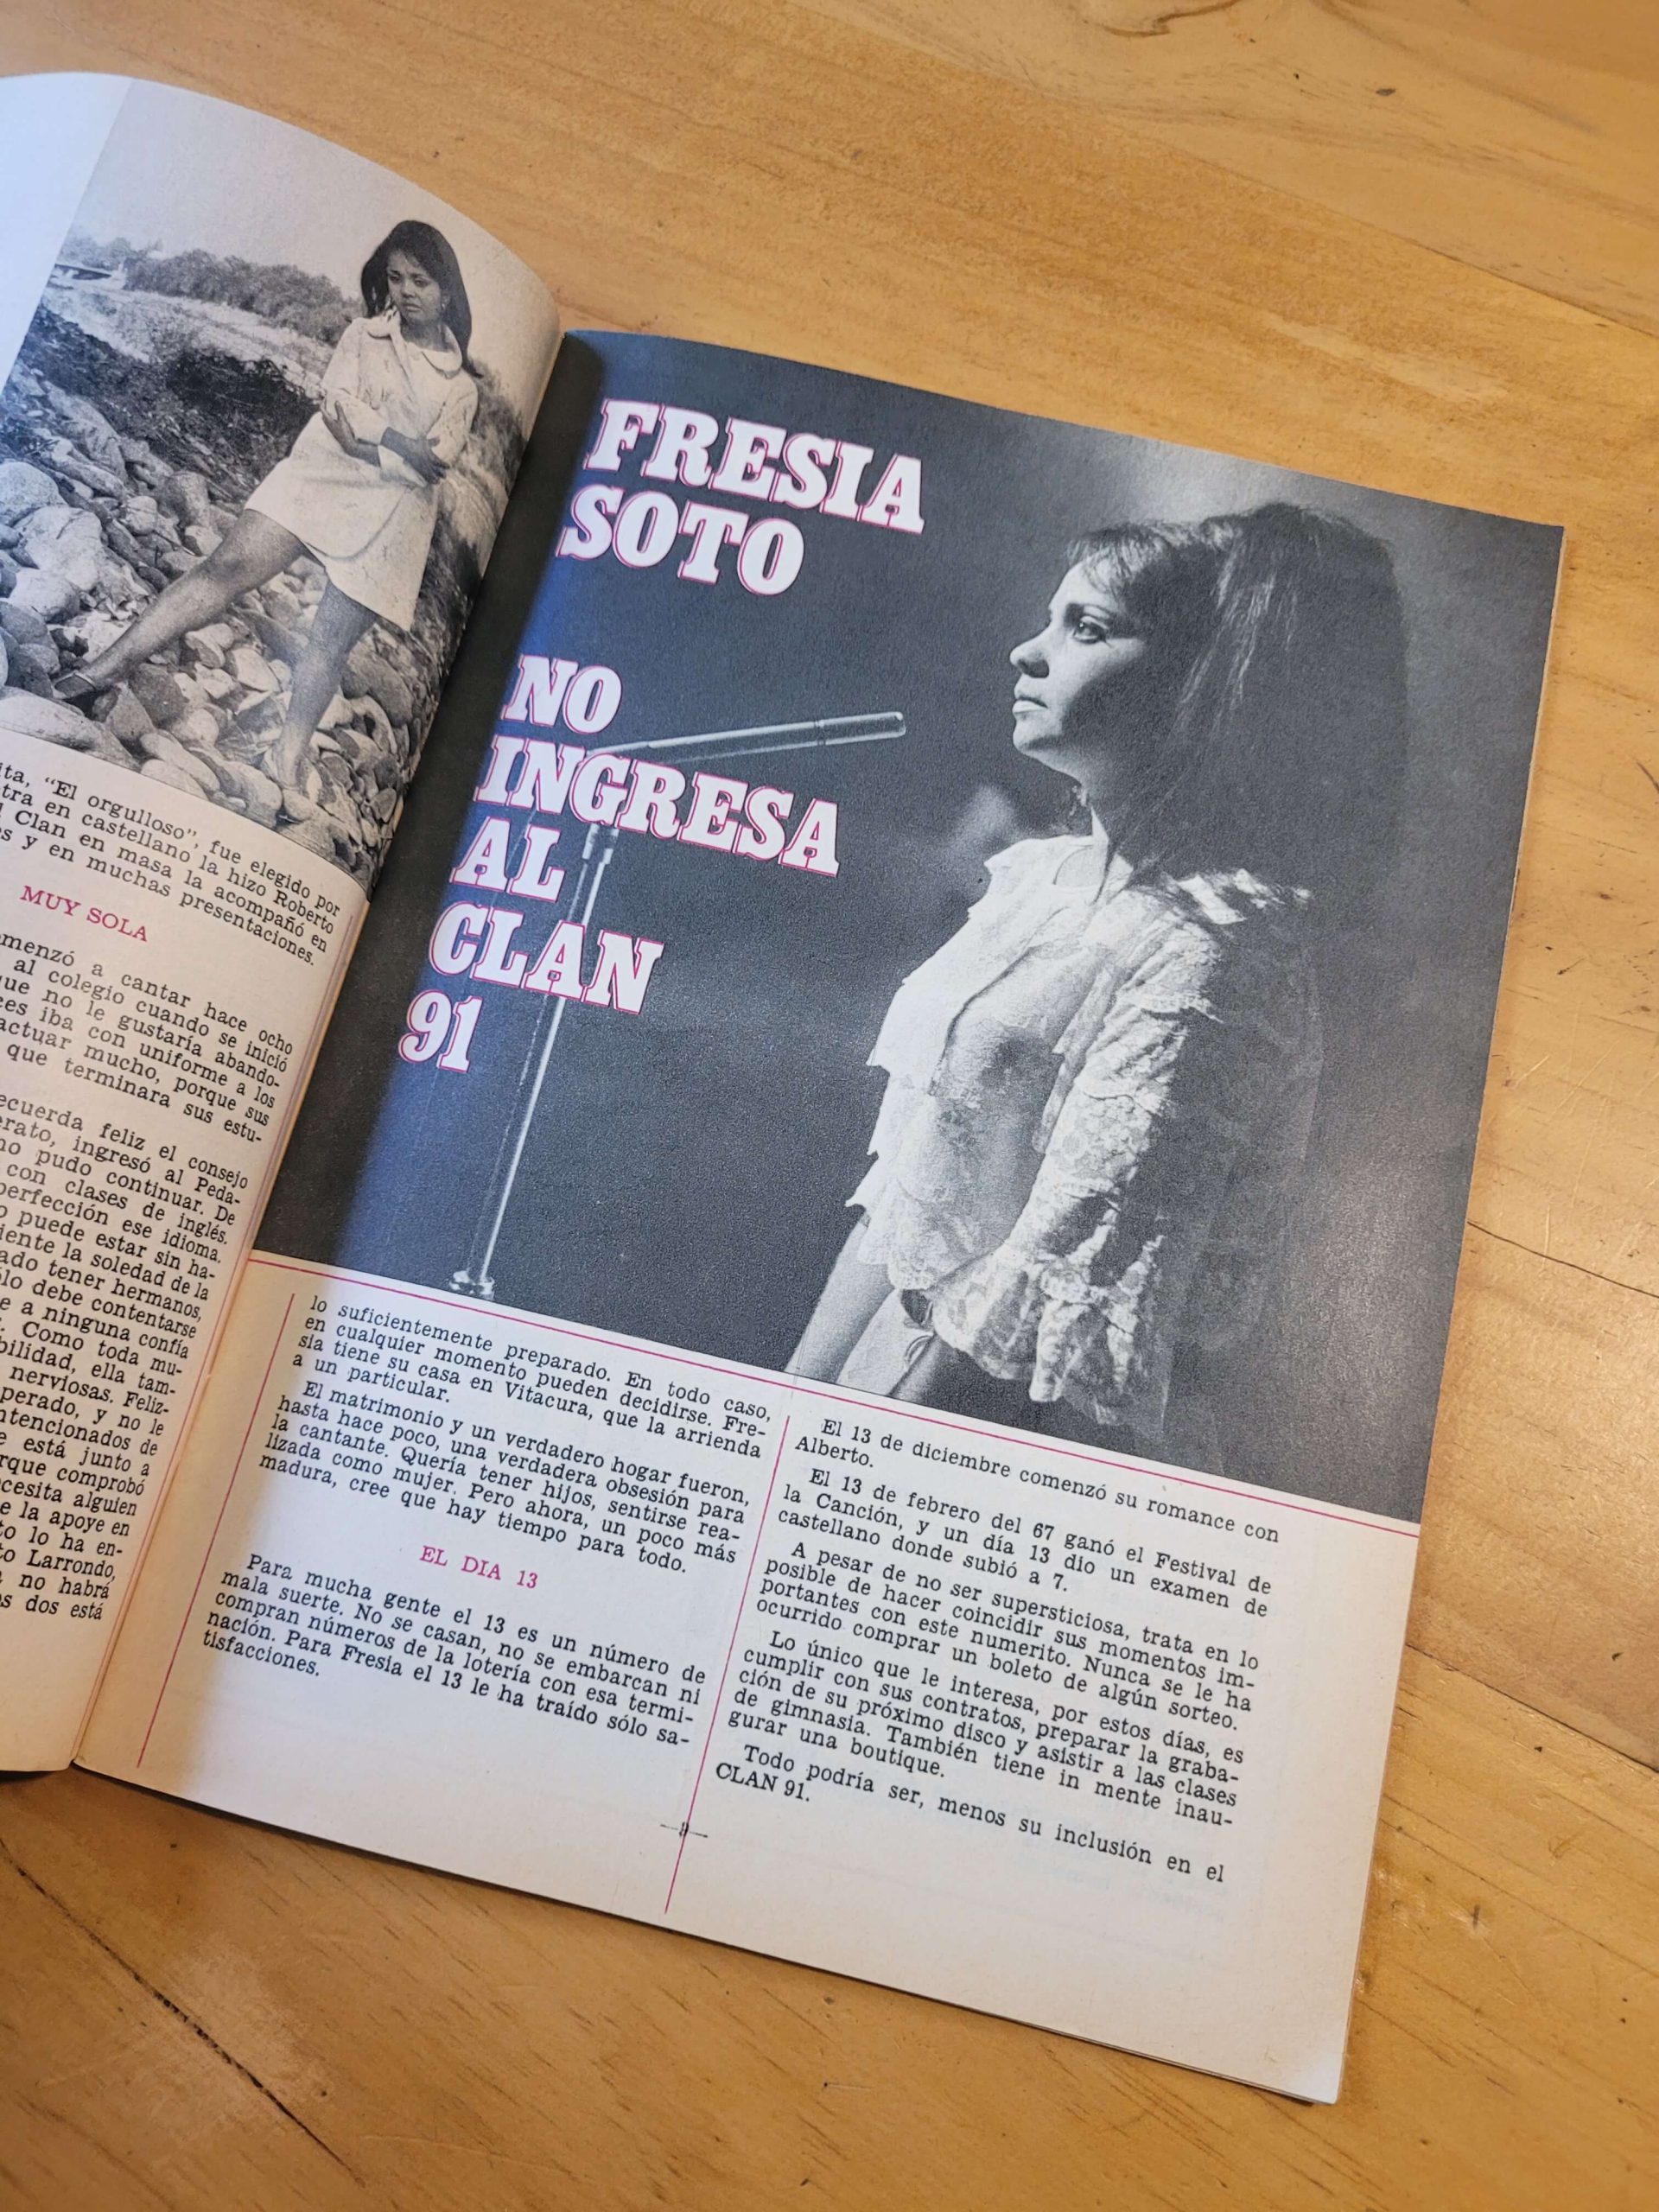 ita, "El orgulloso", fue elegido por
tra en castellano la hizo Roberto
l Clan en masa la acompañó en
s y en muchas presentaciones.
MUY SOLA
menzó a cantar hace ocho
al colegio cuando se inició
que no le gustaría abando-
ces iba con uniforme a los
actuar mucho, porque sus
que terminara sus estu-
ecuerda feliz el consejo
erato, ingresó al Peda-
no pudo continuar. De
con clases de inglés.
perfección ese idioma.
o puede estar sin ha-
iente la soledad de la
ado tener hermanos,
lo debe contentarse
e a ninguna confía
. Como toda mu-
bilidad, ella tam-
nerviosas. Feliz-
perado, y no le
ntencionados de
e está junto a
rque comprobó
cesita alguien
e la apoye en
to lo ha en-
to Larrondo,
no habrá
s dos está
FRESIA
SOTO
NO
INGRESA
AL
CLAN
91
lo suficientemente preparado. En todo caso,
en cualquier momento pueden decidirse. Fre-
sia tiene su casa en Vitacura, que la arrienda
a un particular.
El matrimonio y un verdadero hogar fueron,
hasta hace poco, una verdadera obsesión para
la cantante. Quería tener hijos, sentirse rea-
lizada como mujer. Pero ahora, un poco más
madura, cree que hay tiempo para todo.
EL DIA 13
Para mucha gente el 13 es un número de
mala suerte. No se casan, no se embarcan ni
compran números de la lotería con esa termi-
nación. Para Fresia el 13 le ha traído sólo sa-
tisfacciones.
El 13 de diciembre comenzó su romance con
Alberto.
El 13 de febrero del 67 ganó el Festival de
la Canción, y un día 13 dio un examen de
castellano donde subió a 7.
A pesar de no ser supersticiosa, trata en lo
posible de hacer coincidir sus momentos im-
portantes con este numerito. Nunca se le ha
ocurrido comprar un boleto de algún sorteo.
Lo único que le interesa, por estos días, es
cumplir con sus contratos, preparar la graba-
ción de su próximo disco y asistir a las clases
de gimnasia. También tiene in mente inau-
gurar una boutique.
Todo podría ser, menos su inclusión en el
CLAN 91.